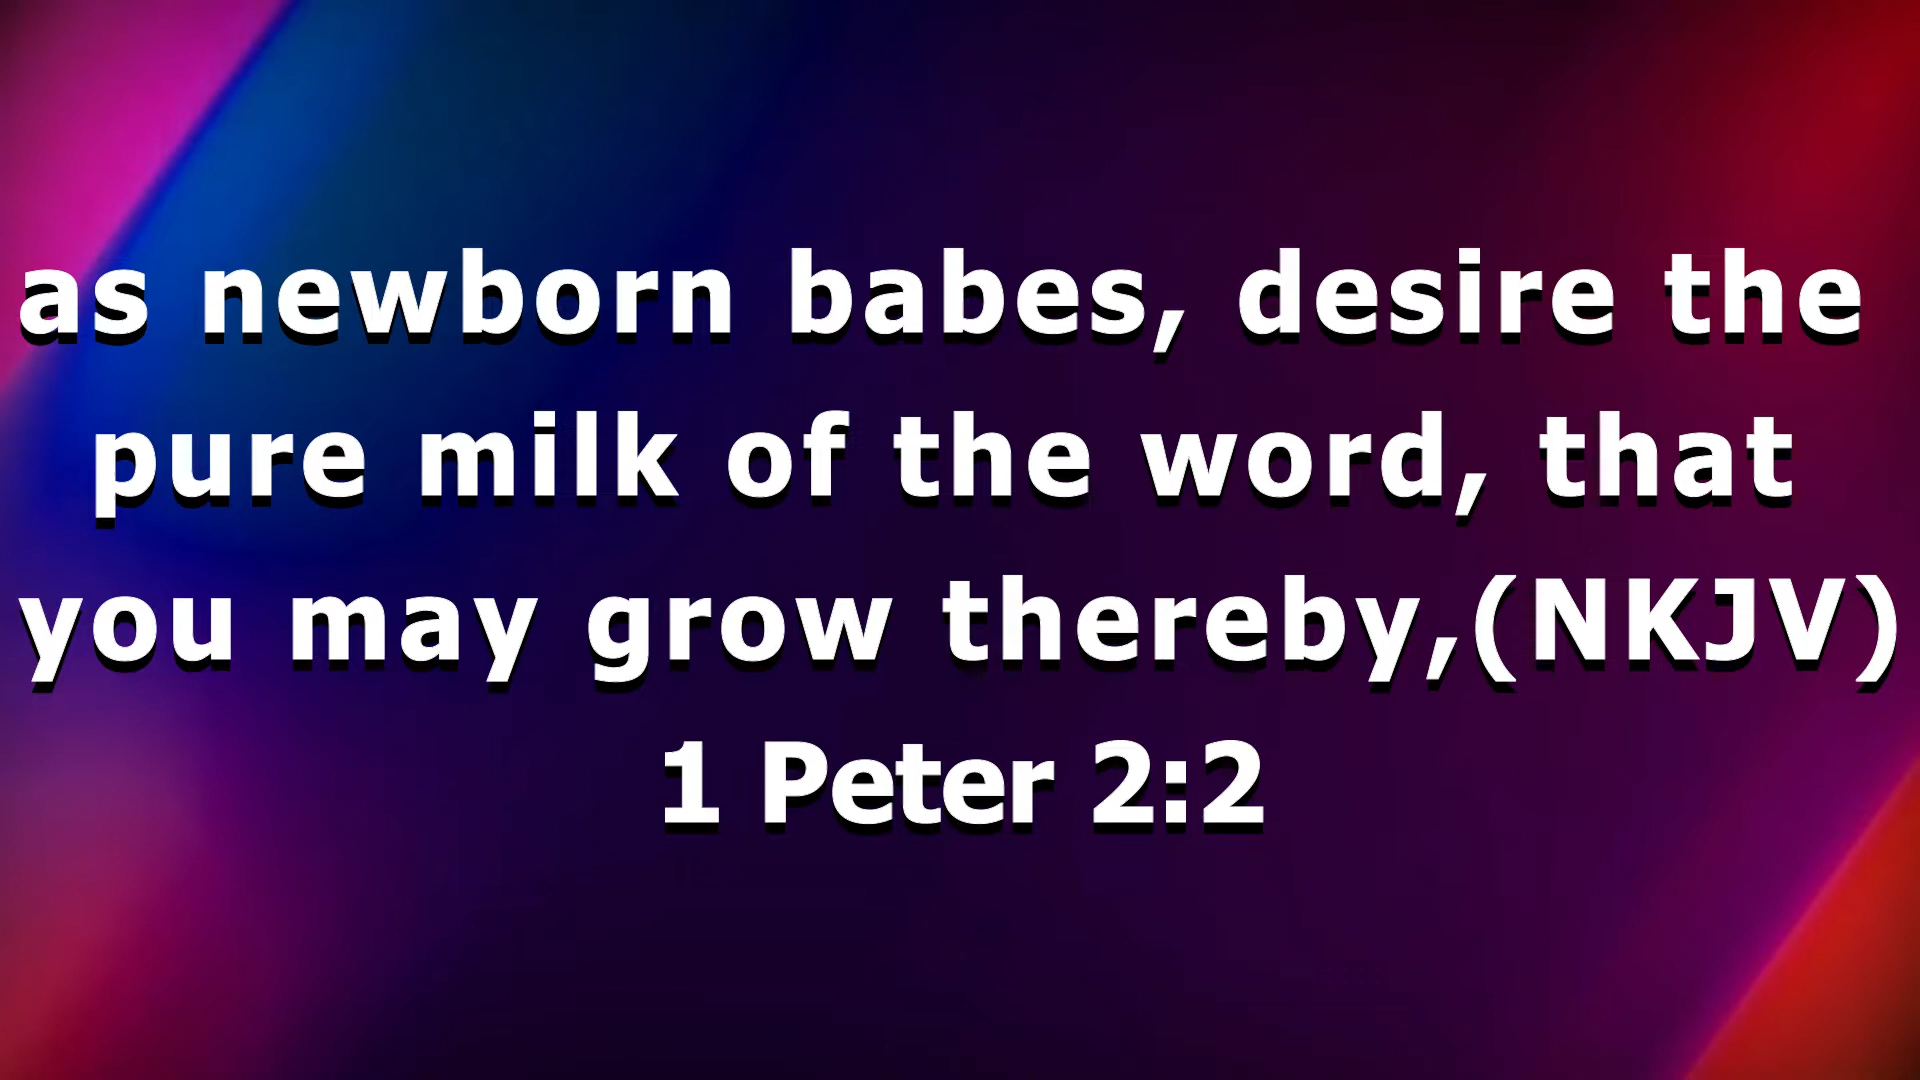 as newborn babes, desire the
pure milk of the word, that
you may grow thereby,(NKJV)
1 Peter 2:2